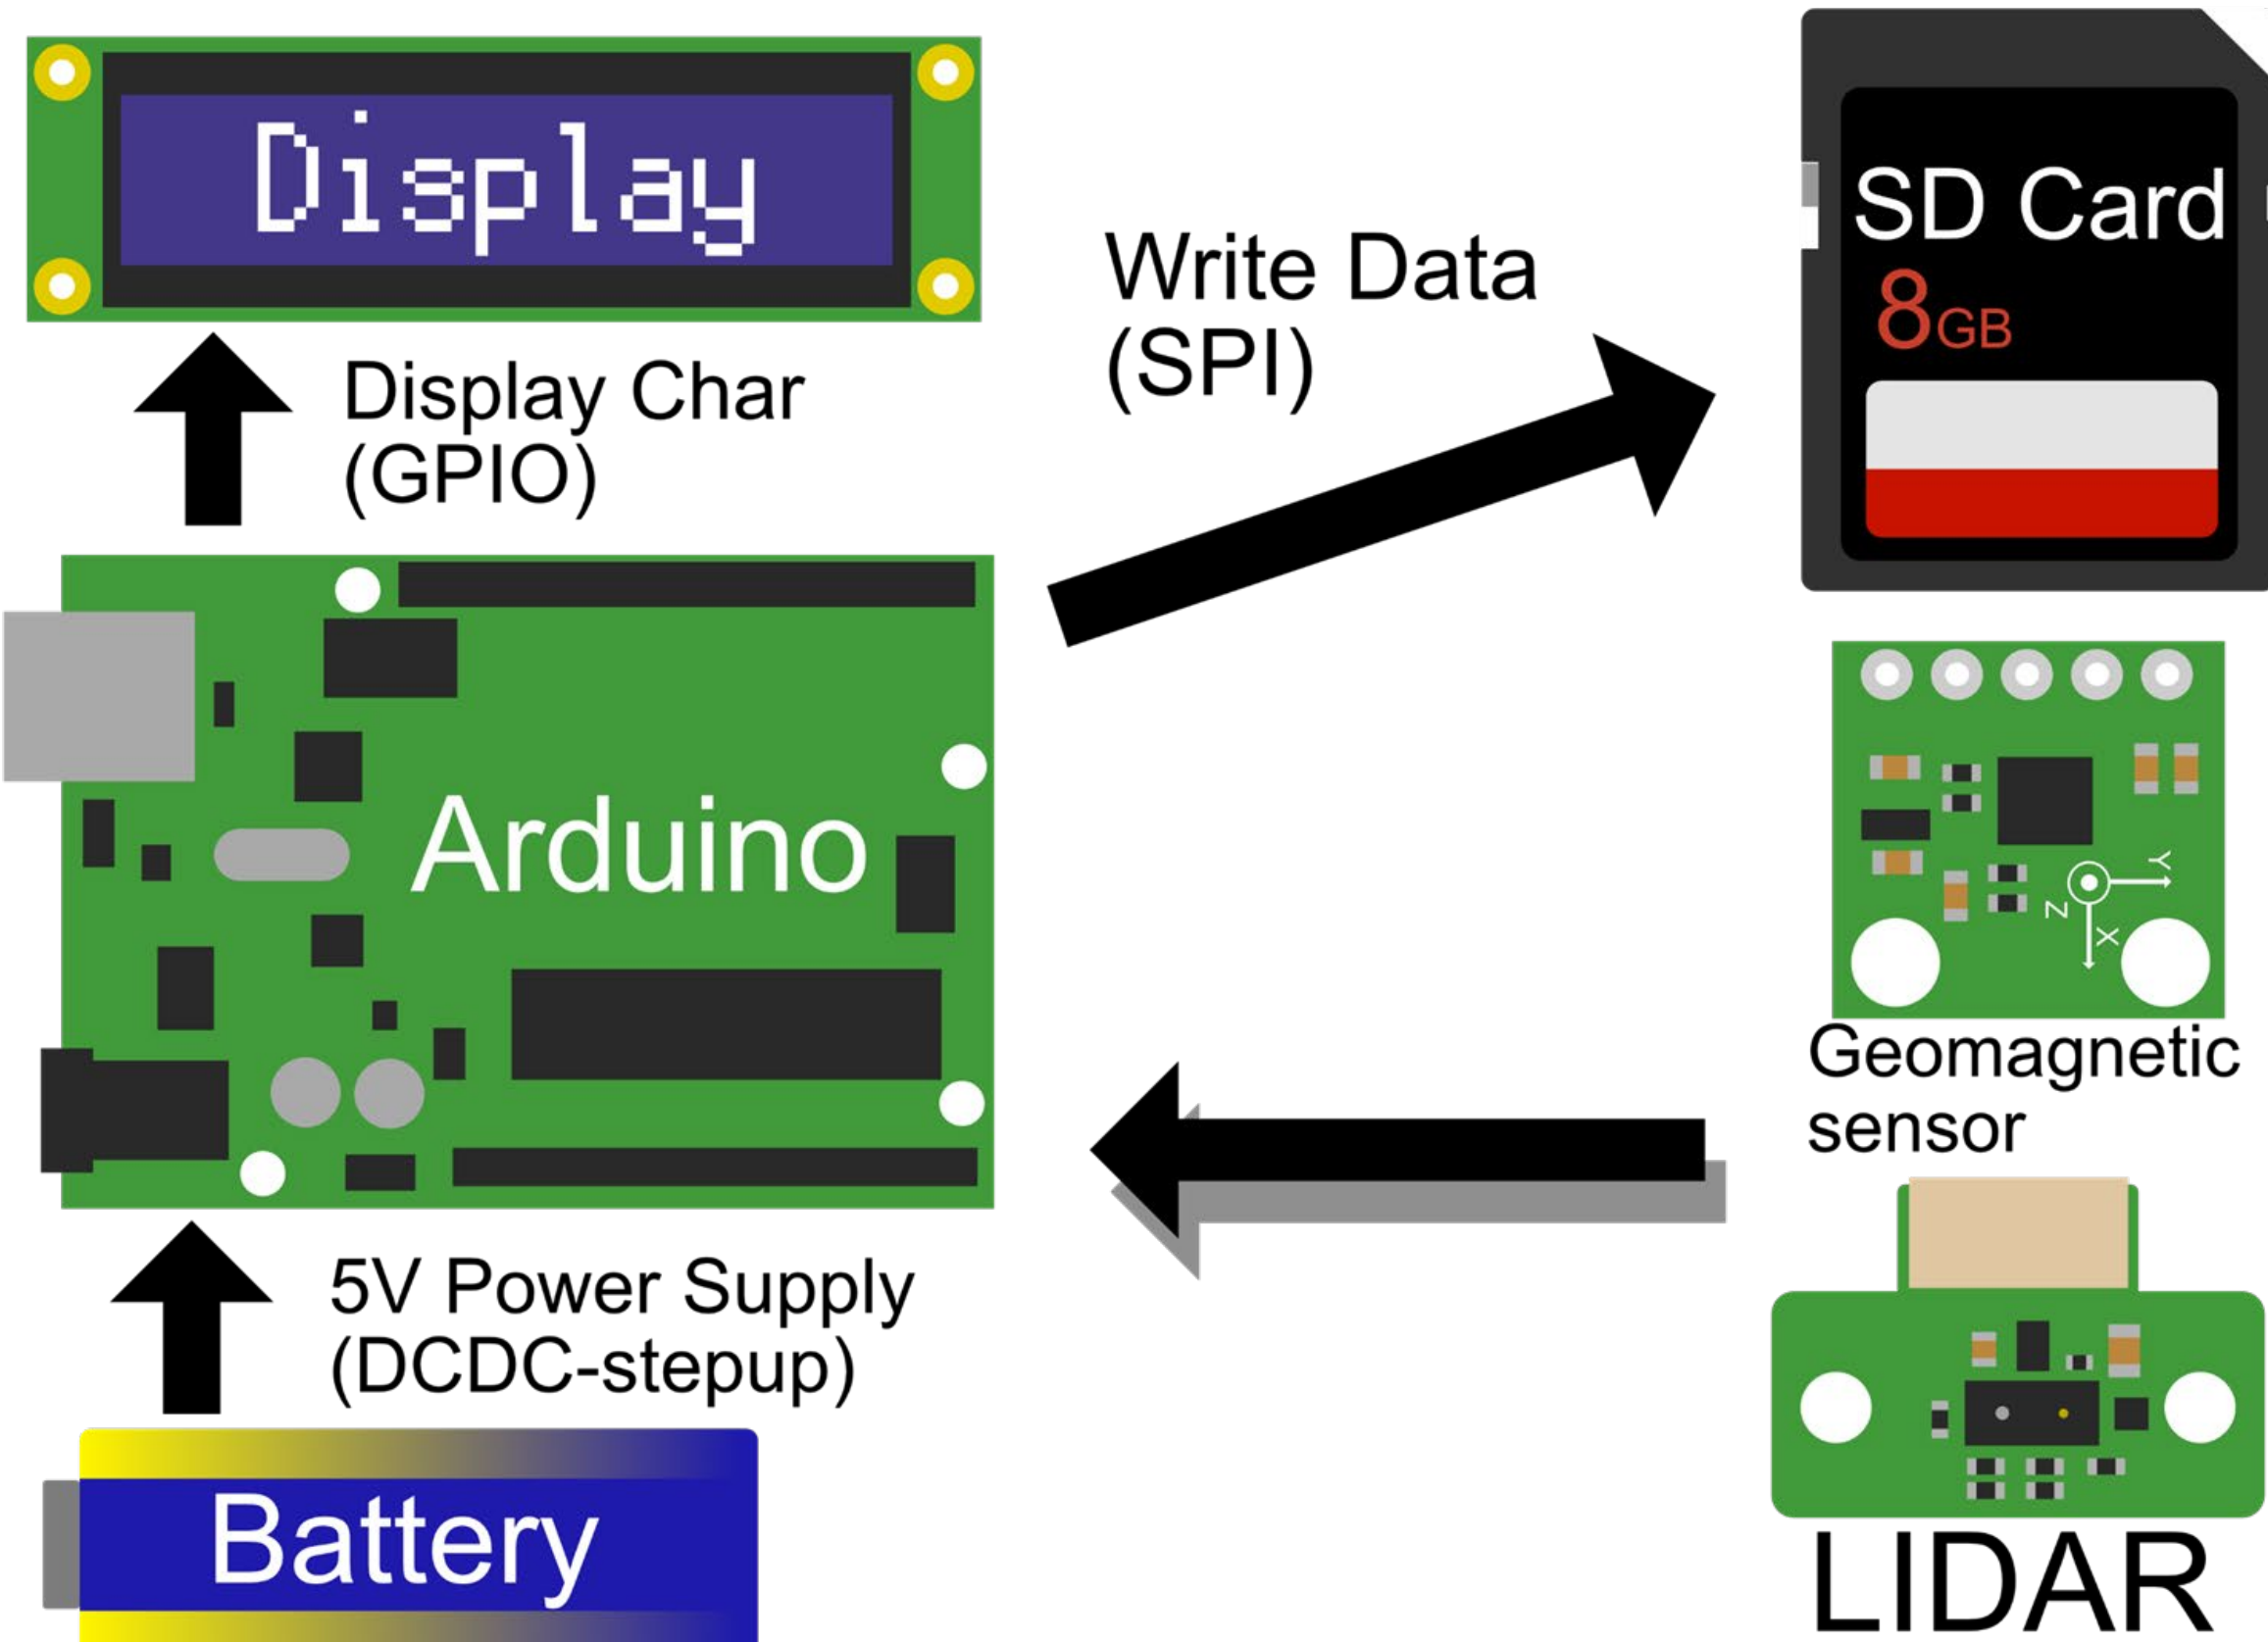 Display
Display Char
(GPIO)
Write Data
(SPI)
SD Card
8GB
Arduino
Y
Z
X
Geomagnetic
sensor
5V Power Supply
(DCDC-stepup)
Battery
LIDAR